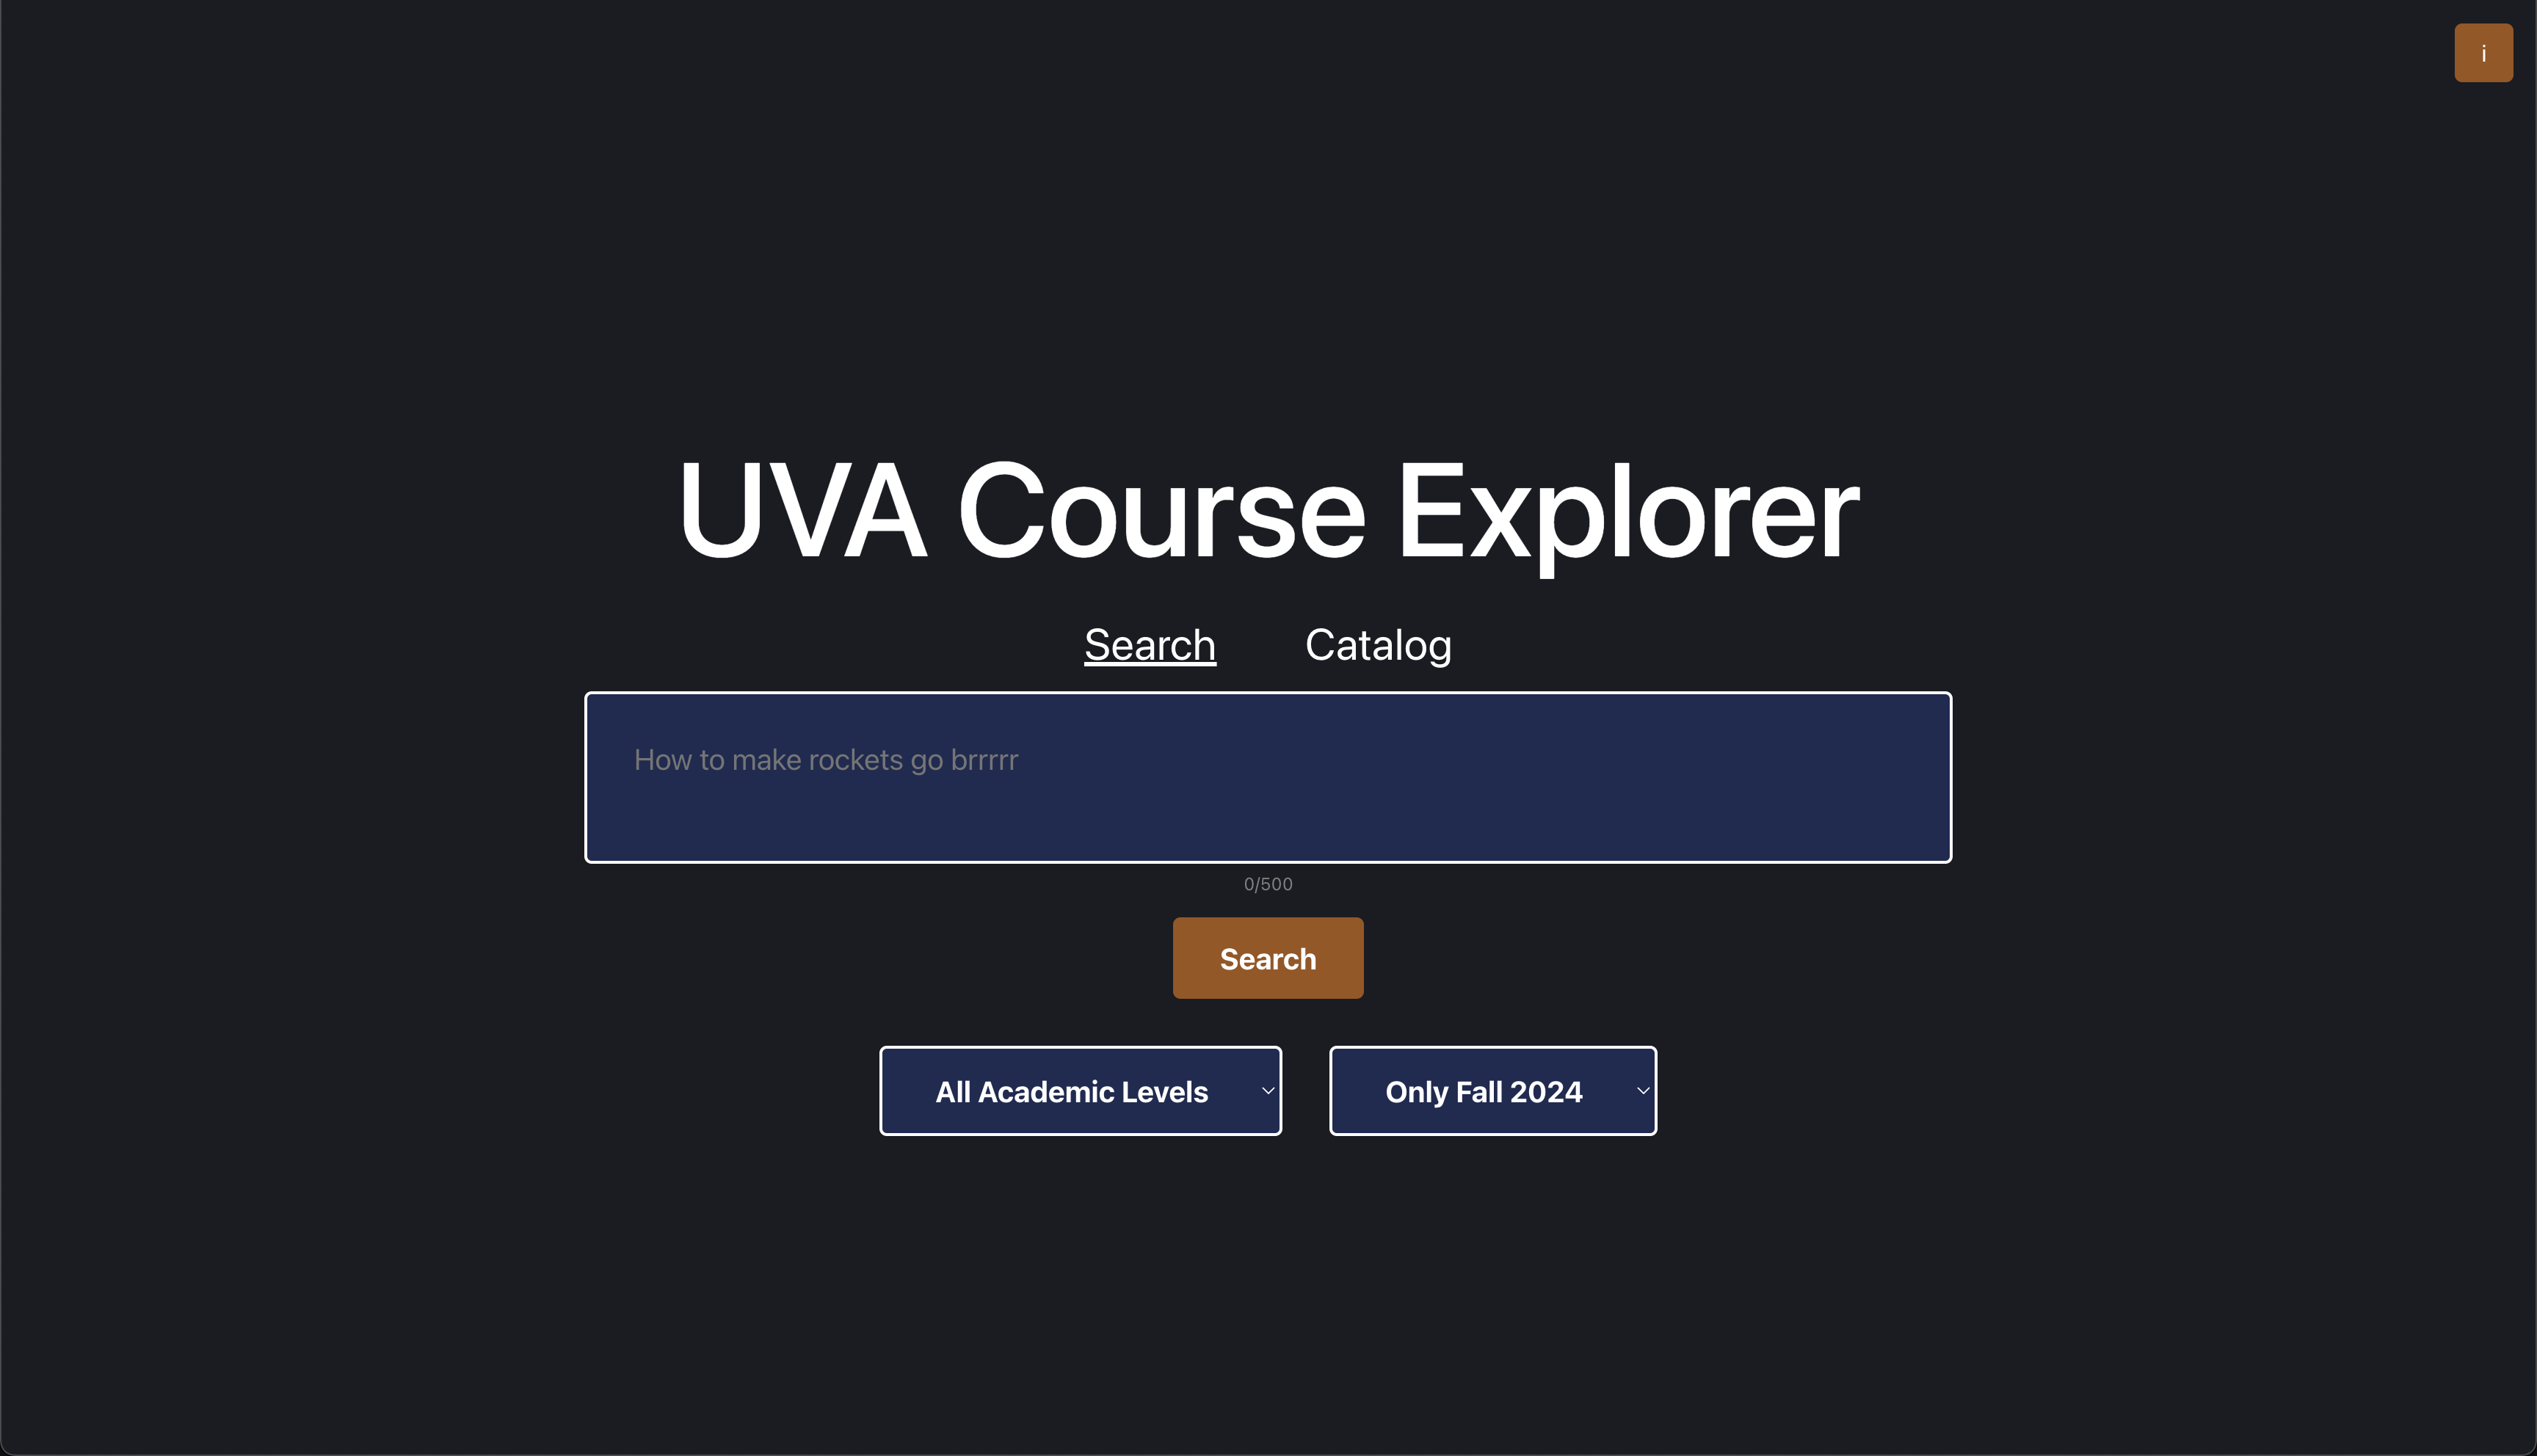 i
UVA Course Explorer
Search Catalog
How to make rockets go brrrrr
0/500
Search
All Academic Levels Only Fall 2024